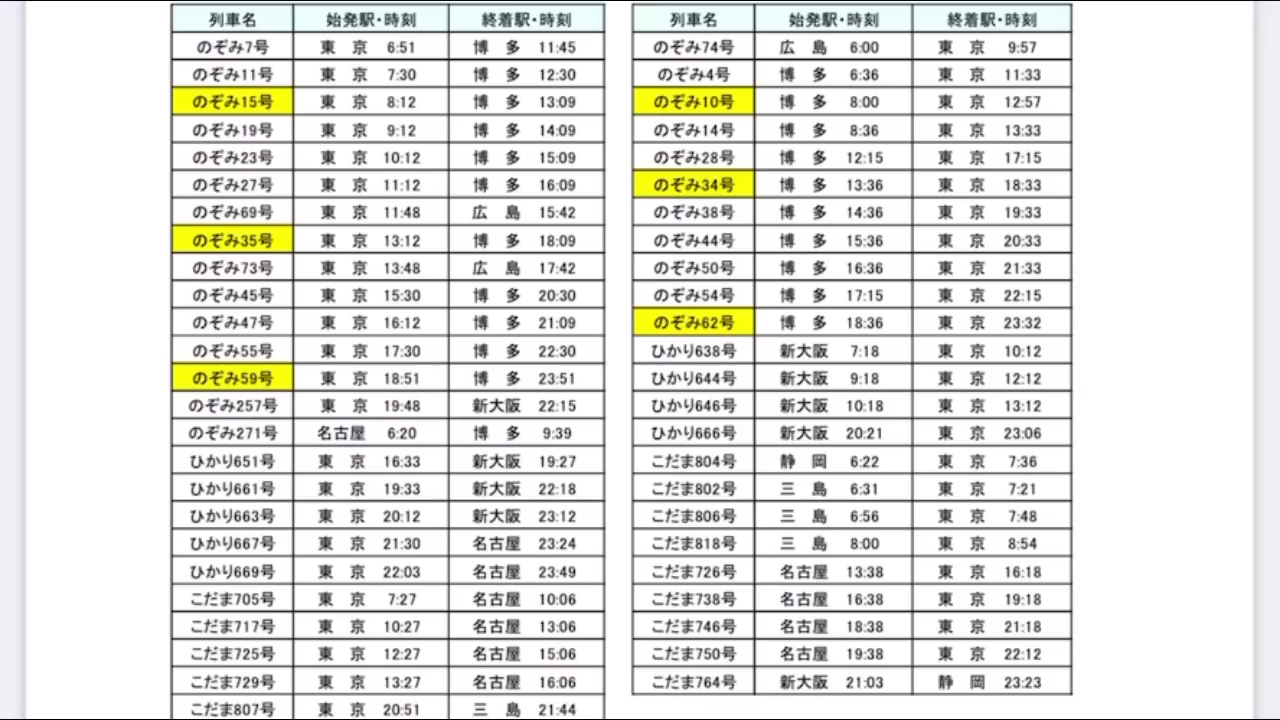 列車名 始発駅・時刻 終着駅・時刻
のぞみ7号 東 京 6:51 博 多 11:45
のぞみ11号 東 京 7:30 博 多 12:30
のぞみ15号 東 京 8:12 博 多 13:09
のぞみ19号 東 京 9:12 博 多 14:09
のぞみ23号 東 京 10:12 博 多 15:09
のぞみ27号 東 京 11:12 博 多 16:09
のぞみ69号 東 京 11:48 広 島 15:42
のぞみ35号 東 京 13:12 博 多 18:09
のぞみ73号 東 京 13:48 広 島 17:42
のぞみ45号 東 京 15:30 博 多 20:30
のぞみ47号 東 京 16:12 博 多 21:09
のぞみ55号 東 京 17:30 博 多 22:30
のぞみ59号 東 京 18:51 博 多 23:51
のぞみ257号 東 京 19:48 新大阪 22:15
のぞみ271号 名古屋 6:20 博 多 9:39
ひかり651号 東 京 16:33 新大阪 19:27
ひかり661号 東 京 19:33 新大阪 22:18
ひかり663号 東 京 20:12 新大阪 23:12
ひかり667号 東 京 21:30 名古屋 23:24
ひかり669号 東 京 22:03 名古屋 23:49
こだま705号 東 京 7:27 名古屋 10:06
こだま717号 東 京 10:27 名古屋 13:06
こだま725号 東 京 12:27 名古屋 15:06
こだま729号 東 京 13:27 名古屋 16:06
こだま807号 東 京 20:51 三 島 21:44
列車名 始発駅・時刻 終着駅・時刻
のぞみ74号 広 島 6:00 東 京 9:57
のぞみ4号 博 多 6:36 東 京 11:33
のぞみ10号 博 多 8:00 東 京 12:57
のぞみ14号 博 多 8:36 東 京 13:33
のぞみ28号 博 多 12:15 東 京 17:15
のぞみ34号 博 多 13:36 東 京 18:33
のぞみ38号 博 多 14:36 東 京 19:33
のぞみ44号 博 多 15:36 東 京 20:33
のぞみ50号 博 多 16:36 東 京 21:33
のぞみ54号 博 多 17:15 東 京 22:15
のぞみ62号 博 多 18:36 東 京 23:32
ひかり638号 新大阪 7:18 東 京 10:12
ひかり644号 新大阪 9:18 東 京 12:12
ひかり646号 新大阪 10:18 東 京 13:12
ひかり666号 新大阪 20:21 東 京 23:06
こだま804号 静 岡 6:22 東 京 7:36
こだま802号 三 島 6:31 東 京 7:21
こだま806号 三 島 6:56 東 京 7:48
こだま818号 三 島 8:00 東 京 8:54
こだま726号 名古屋 13:38 東 京 16:18
こだま738号 名古屋 16:38 東 京 19:18
こだま746号 名古屋 18:38 東 京 21:18
こだま750号 名古屋 19:38 東 京 22:12
こだま764号 新大阪 21:03 静 岡 23:23